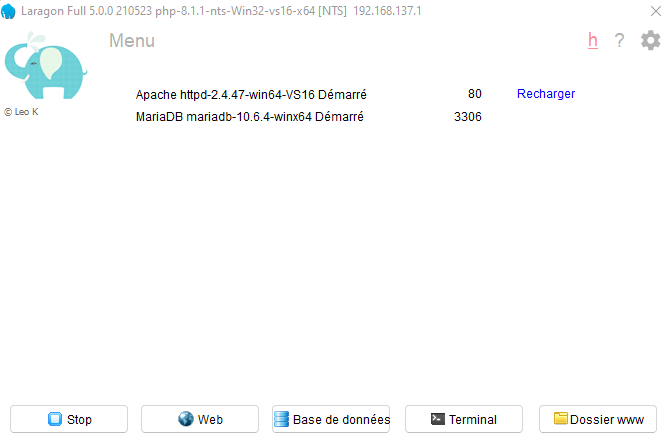 Laragon Full 5.0.0 210523 php-8.1.1-nts-Win32-vs16-x64 [NTS]  192.168.137.1
Menu h ?
© Leo K
Apache httpd-2.4.47-win64-VS16 Démarré 80 Recharger
MariaDB mariadb-10.6.4-winx64 Démarré 3306
Stop Web Base de données Terminal Dossier www